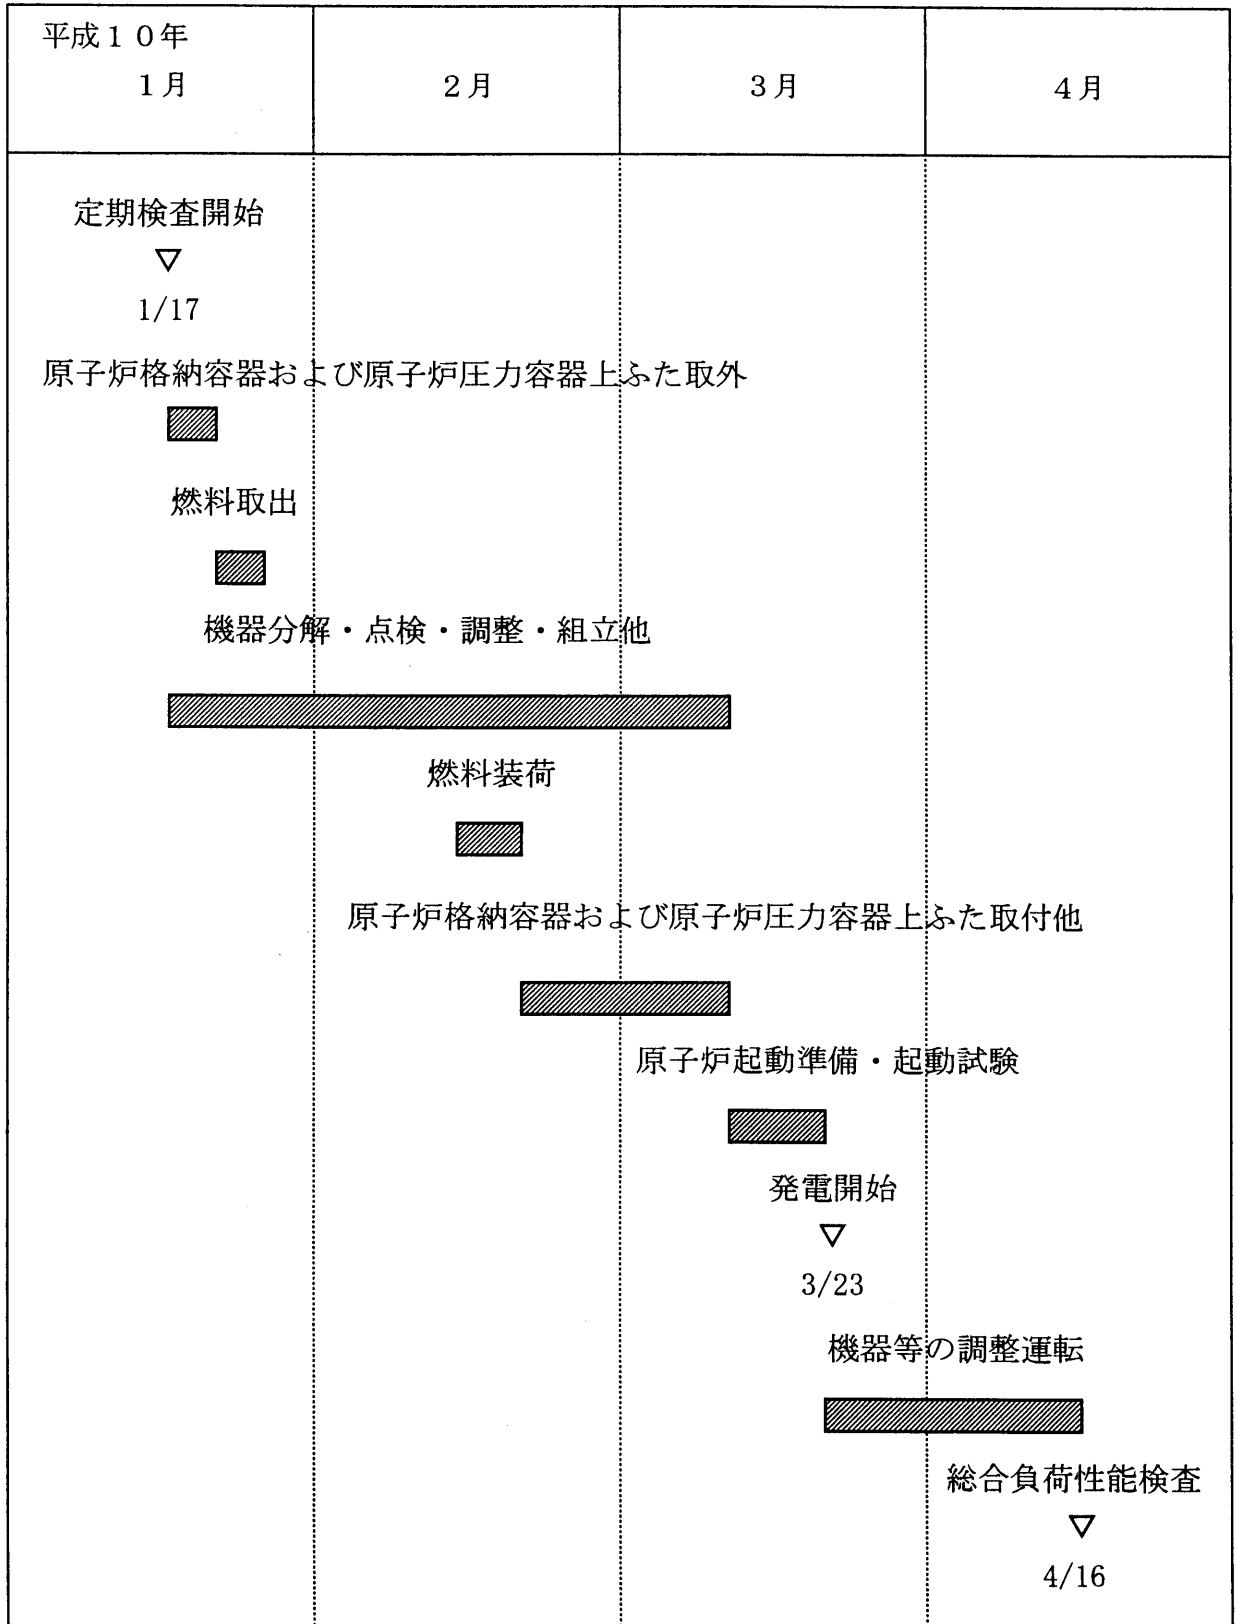 平成１０年
１月
２月
３月
４月
定期検査開始
▽
1/17
原子炉格納容器および原子炉圧力容器上ふた取外
燃料取出
機器分解・点検・調整・組立他
燃料装荷
原子炉格納容器および原子炉圧力容器上ふた取付他
原子炉起動準備・起動試験
発電開始
▽
3/23
機器等の調整運転
総合負荷性能検査
▽
4/16